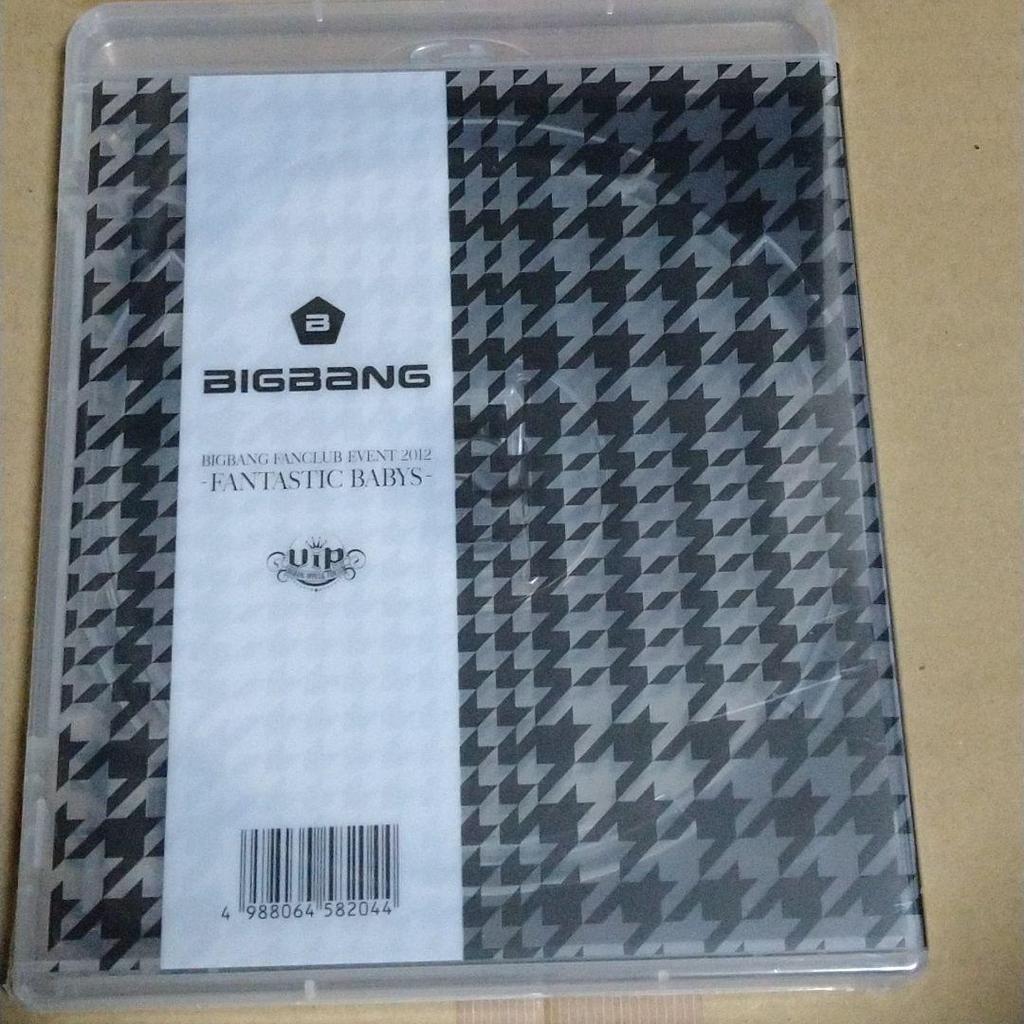 B
BIGBANG
BIGBANG FANCLUB EVENT 2012
-FANTASTIC BABYS-
VIP
4 988064 582044